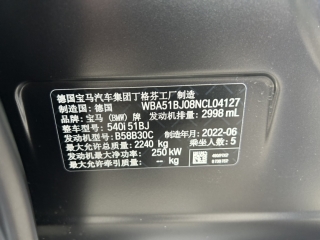 德国宝马汽车集团丁格芬工厂制造
制造国：德国 WBA51BJ08NCL04127
品牌：宝马（BMW）牌 发动机排量：2998 mL
整车型号：540i 51BJ
发动机型号：B58B30C 制造年月：2022-06
最大允许总质量：2240 kg 乘坐人数：5
发动机最大净功率：250 kW
最大允许牵引质量：-- kg